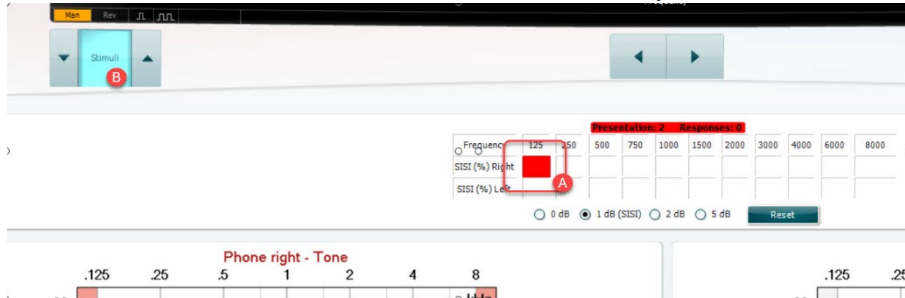 Man Rev
Stimuli
B
Presentation: 2 Responses: 0
Frequency 125 250 500 750 1000 1500 2000 3000 4000 6000 8000
SISI (%) Right
A
SISI (%) Left
0 dB 1 dB (SISI) 2 dB 5 dB Reset
Phone right - Tone
.125 .25 .5 1 2 4 8 .125